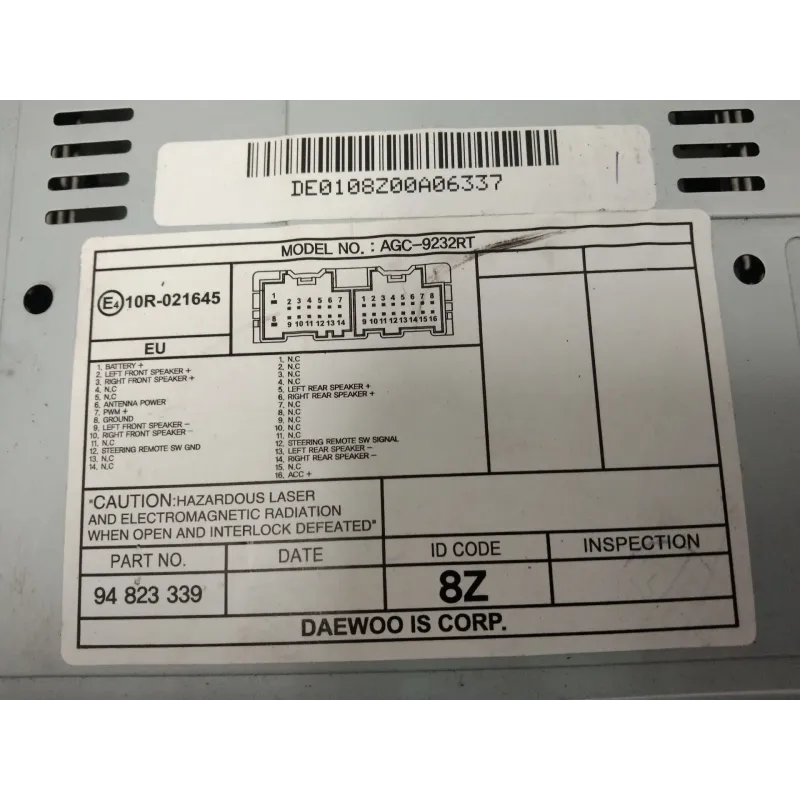 DE0108Z00A06337
MODEL NO. : AGC-9232RT
E4 10R-021645
EU
1 2 3 4 5 6 7
8 9 10 11 12 13 14
1 2 3 4 5 6 7 8
9 10 11 12 13 14 15 16
1. BATTERY +
2. LEFT FRONT SPEAKER +
3. RIGHT FRONT SPEAKER +
4. N.C
5. N.C
6. ANTENNA POWER
7. PWM +
8. GROUND
9. LEFT FRONT SPEAKER -
10. RIGHT FRONT SPEAKER -
11. N.C
12. STEERING REMOTE SW GND
13. N.C
14. N.C
1. N.C
2. N.C
3. N.C
4. N.C
5. LEFT REAR SPEAKER +
6. RIGHT REAR SPEAKER +
7. N.C
8. N.C
9. N.C
10. N.C
11. N.C
12. STEERING REMOTE SW SIGNAL
13. LEFT REAR SPEAKER -
14. RIGHT REAR SPEAKER -
15. N.C
16. ACC +
"CAUTION:HAZARDOUS LASER
AND ELECTROMAGNETIC RADIATION
WHEN OPEN AND INTERLOCK DEFEATED"
PART NO. DATE ID CODE INSPECTION
94 823 339 8Z
DAEWOO IS CORP.